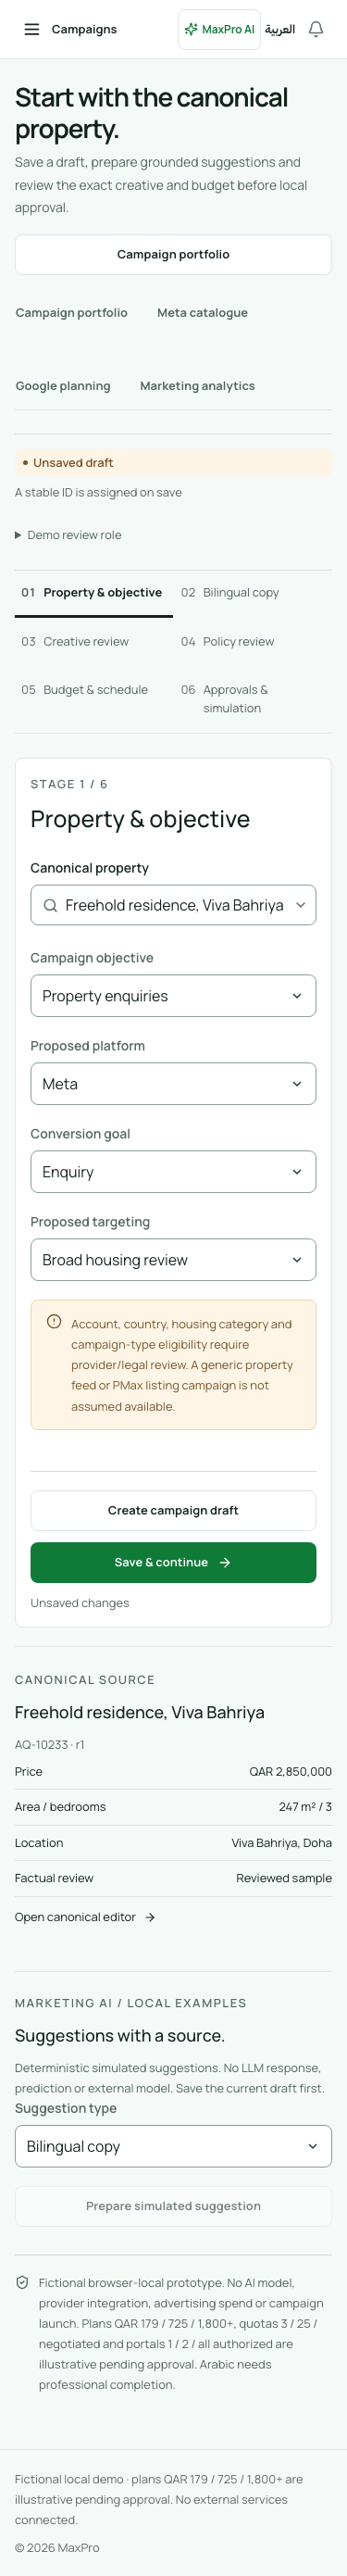 Campaigns
MaxPro AI
العربية
Start with the canonical
property.
Save a draft, prepare grounded suggestions and
review the exact creative and budget before local
approval.
Campaign portfolio
Campaign portfolio
Meta catalogue
Google planning
Marketing analytics
Unsaved draft
A stable ID is assigned on save
Demo review role
01 Property & objective
02 Bilingual copy
03 Creative review
04 Policy review
05 Budget & schedule
06 Approvals &
simulation
STAGE 1 / 6
Property & objective
Canonical property
Freehold residence, Viva Bahriya
Campaign objective
Property enquiries
Proposed platform
Meta
Conversion goal
Enquiry
Proposed targeting
Broad housing review
Account, country, housing category and
campaign-type eligibility require
provider/legal review. A generic property
feed or PMax listing campaign is not
assumed available.
Create campaign draft
Save & continue
Unsaved changes
CANONICAL SOURCE
Freehold residence, Viva Bahriya
AQ-10233 · r1
Price QAR 2,850,000
Area / bedrooms 247 m² / 3
Location Viva Bahriya, Doha
Factual review Reviewed sample
Open canonical editor
MARKETING AI / LOCAL EXAMPLES
Suggestions with a source.
Deterministic simulated suggestions. No LLM response,
prediction or external model. Save the current draft first.
Suggestion type
Bilingual copy
Prepare simulated suggestion
Fictional browser-local prototype. No AI model,
provider integration, advertising spend or campaign
launch. Plans QAR 179 / 725 / 1,800+, quotas 3 / 25 /
negotiated and portals 1 / 2 / all authorized are
illustrative pending approval. Arabic needs
professional completion.
Fictional local demo · plans QAR 179 / 725 / 1,800+ are
illustrative pending approval. No external services
connected.
© 2026 MaxPro